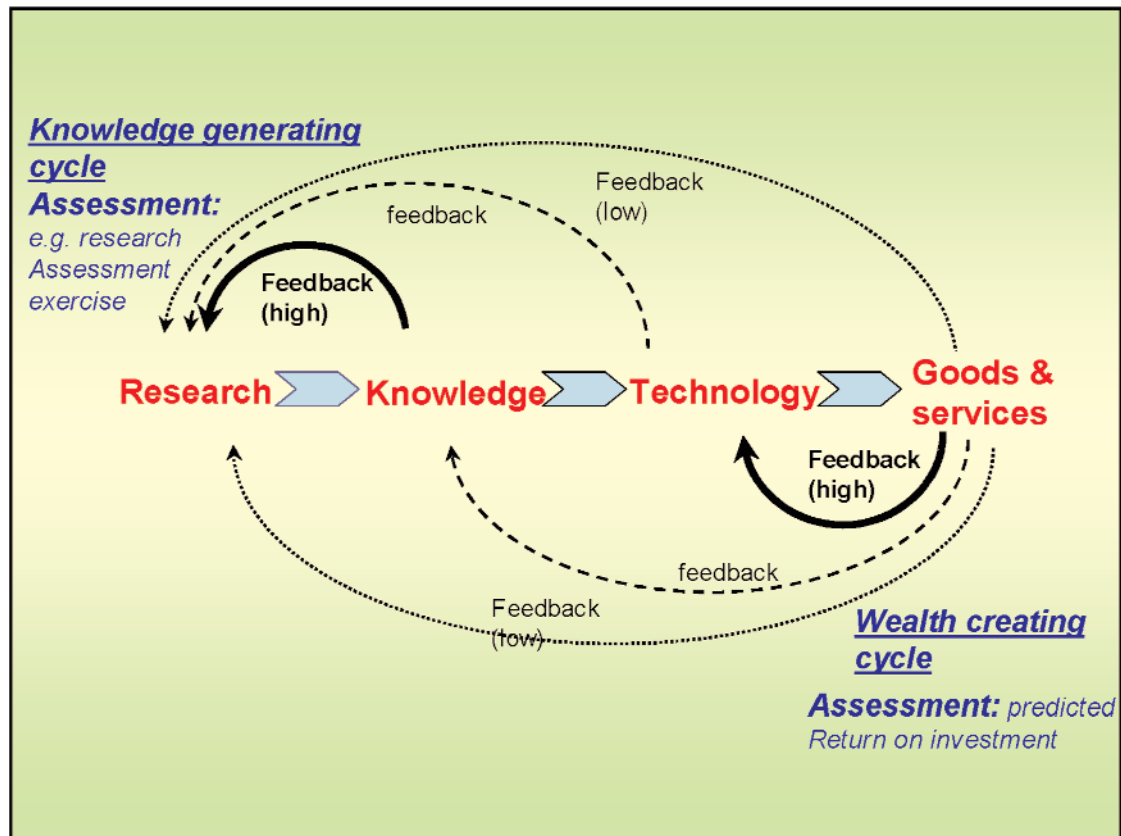 Knowledge generating
cycle
Assessment:
e.g. research
Assessment
exercise
Feedback
(low)
feedback
Feedback
(high)
Research
Knowledge
Technology
Goods &
services
Feedback
(high)
feedback
Feedback
(low)
Wealth creating
cycle
Assessment: predicted
Return on investment